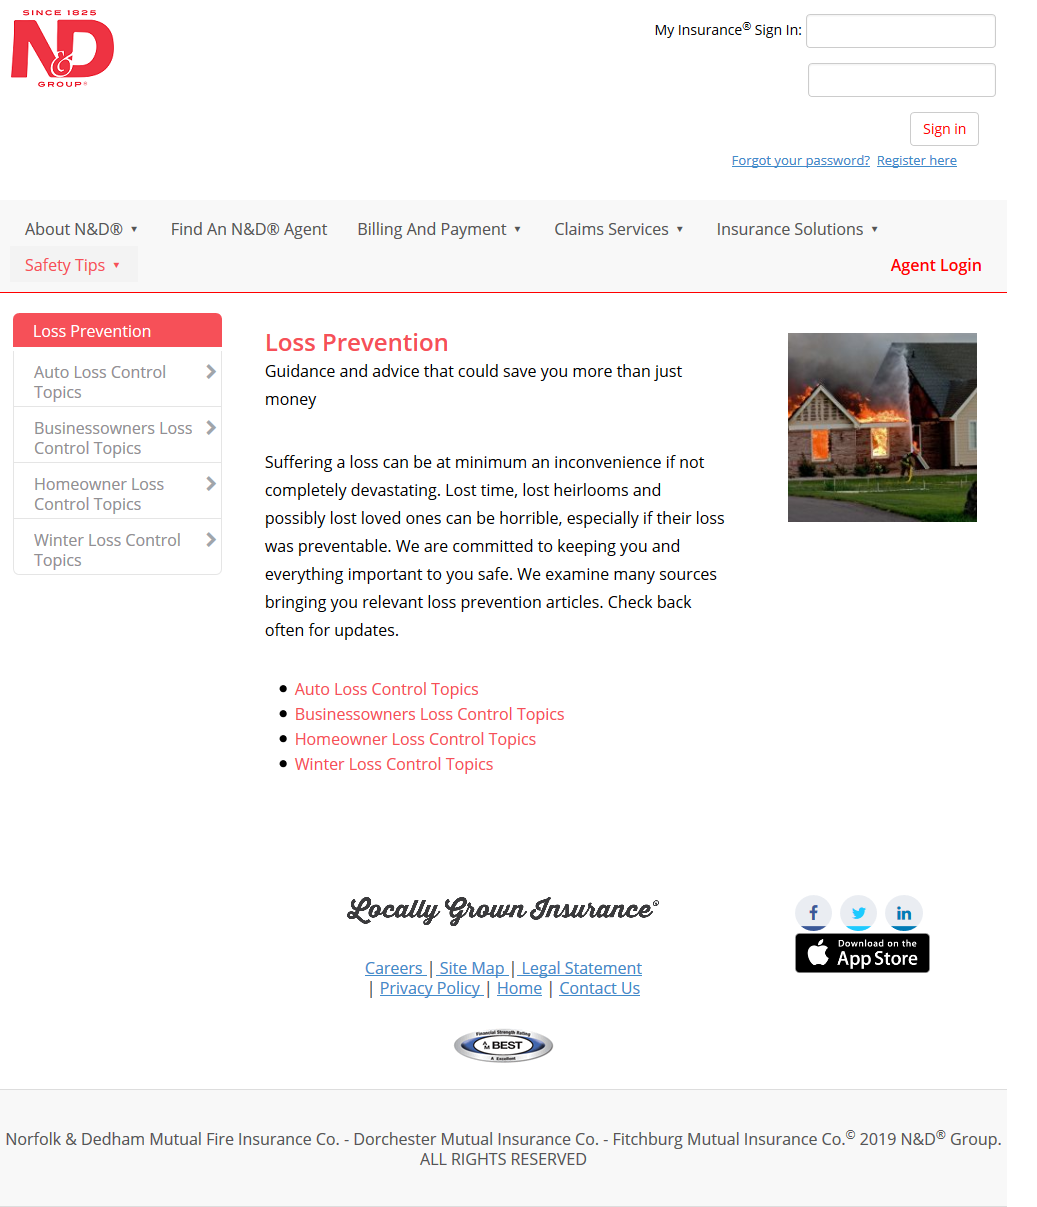 SINCE 1825
N&D
GROUP®
My Insurance® Sign In:
Sign in
Forgot your password? Register here
About N&D® ▾ Find An N&D® Agent Billing And Payment ▾ Claims Services ▾ Insurance Solutions ▾
Safety Tips ▾ Agent Login
Loss Prevention
Auto Loss Control
Topics
Businessowners Loss
Control Topics
Homeowner Loss
Control Topics
Winter Loss Control
Topics
Loss Prevention
Guidance and advice that could save you more than just
money
Suffering a loss can be at minimum an inconvenience if not
completely devastating. Lost time, lost heirlooms and
possibly lost loved ones can be horrible, especially if their loss
was preventable. We are committed to keeping you and
everything important to you safe. We examine many sources
bringing you relevant loss prevention articles. Check back
often for updates.
• Auto Loss Control Topics
• Businessowners Loss Control Topics
• Homeowner Loss Control Topics
• Winter Loss Control Topics
Locally Grown Insurance®
Download on the
App Store
Careers | Site Map | Legal Statement
| Privacy Policy | Home | Contact Us
Financial Strength Rating
AM BEST
A Excellent
Norfolk & Dedham Mutual Fire Insurance Co. - Dorchester Mutual Insurance Co. - Fitchburg Mutual Insurance Co.© 2019 N&D® Group.
ALL RIGHTS RESERVED